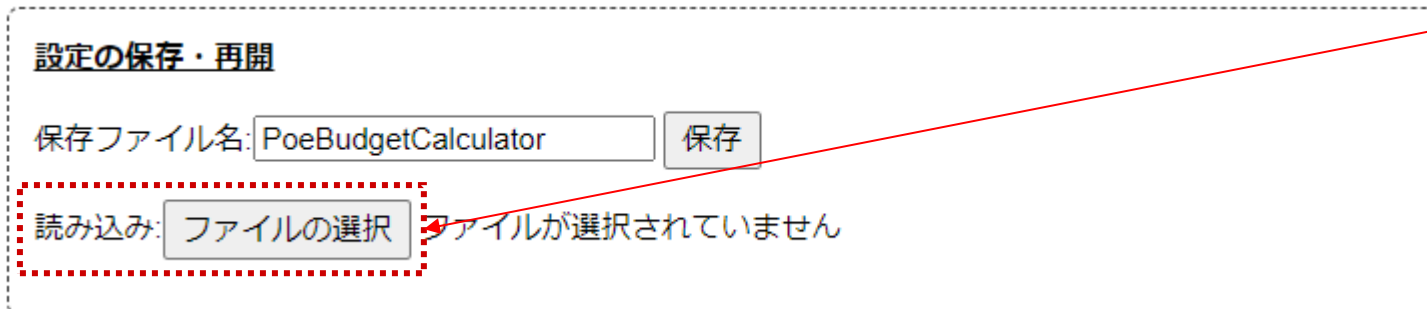 設定の保存・再開
保存ファイル名:PoeBudgetCalculator 保存
読み込み:ファイルの選択 ファイルが選択されていません